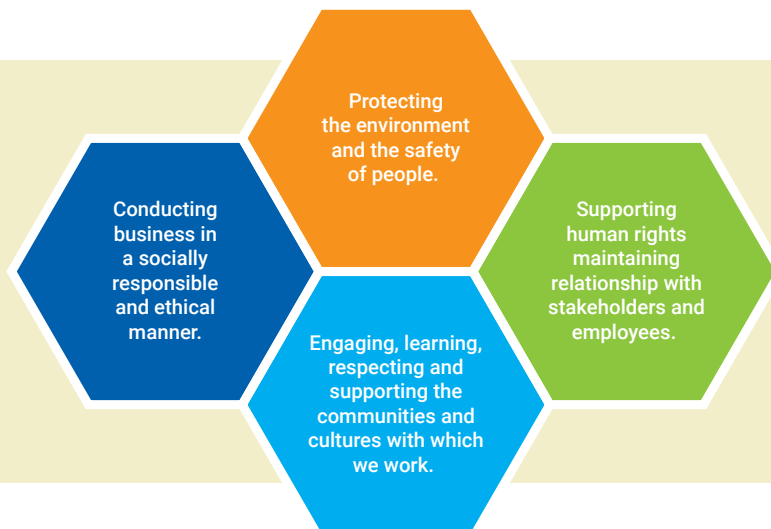 Protecting
the environment
and the safety
of people.
Conducting
business in
a socially
responsible
and ethical
manner.
Supporting
human rights
maintaining
relationship with
stakeholders and
employees.
Engaging, learning,
respecting and
supporting the
communities and
cultures with which
we work.